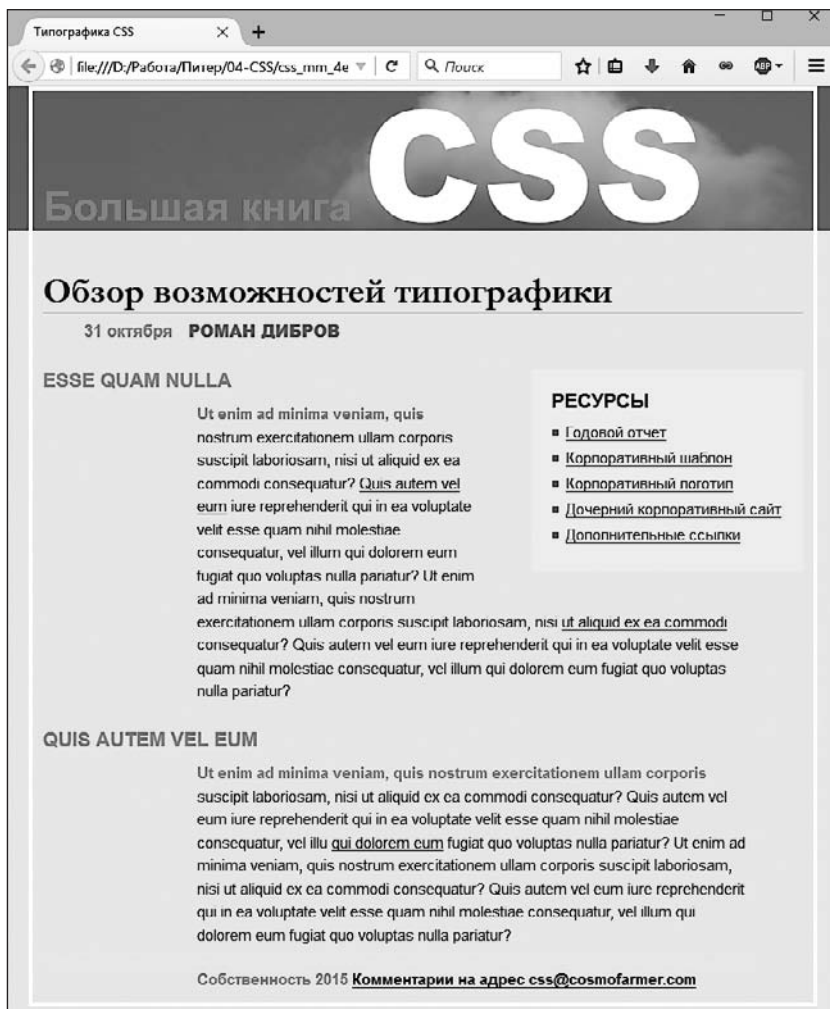 Типографика CSS
file:///D:/Работа/Питер/04-CSS/css_mm_4e
Поиск
ABP
Большая книга CSS
Обзор возможностей типографики
31 октября РОМАН ДИБРОВ
ESSE QUAM NULLA
Ut enim ad minima veniam, quis
nostrum exercitationem ullam corporis
suscipit laboriosam, nisi ut aliquid ex ea
commodi consequatur? Quis autem vel
eum iure reprehenderit qui in ea voluptate
velit esse quam nihil molestiae
consequatur, vel illum qui dolorem eum
fugiat quo voluptas nulla pariatur? Ut enim
ad minima veniam, quis nostrum
exercitationem ullam corporis suscipit laboriosam, nisi ut aliquid ex ea commodi
consequatur? Quis autem vel eum iure reprehenderit qui in ea voluptate velit esse
quam nihil molestiae consequatur, vel illum qui dolorem eum fugiat quo voluptas
nulla pariatur?
РЕСУРСЫ
Годовой отчет
Корпоративный шаблон
Корпоративный логотип
Дочерний корпоративный сайт
Дополнительные ссылки
QUIS AUTEM VEL EUM
Ut enim ad minima veniam, quis nostrum exercitationem ullam corporis
suscipit laboriosam, nisi ut aliquid ex ea commodi consequatur? Quis autem vel
eum iure reprehenderit qui in ea voluptate velit esse quam nihil molestiae
consequatur, vel illu qui dolorem eum fugiat quo voluptas nulla pariatur? Ut enim ad
minima veniam, quis nostrum exercitationem ullam corporis suscipit laboriosam,
nisi ut aliquid ex ea commodi consequatur? Quis autem vel eum iure reprehenderit
qui in ea voluptate velit esse quam nihil molestiae consequatur, vel illum qui
dolorem eum fugiat quo voluptas nulla pariatur?
Собственность 2015 Комментарии на адрес css@cosmofarmer.com